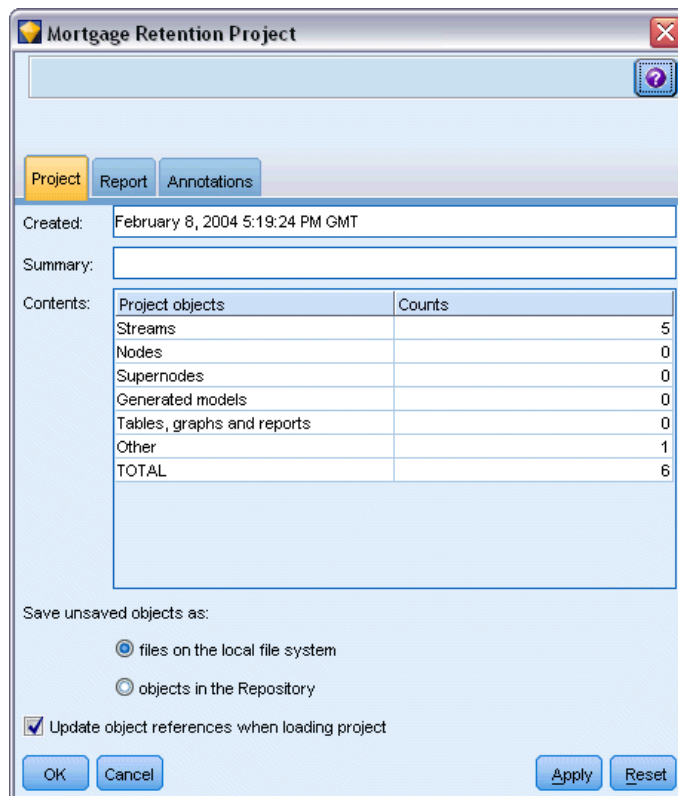 Mortgage Retention Project
?
Project Report Annotations
Created: February 8, 2004 5:19:24 PM GMT
Summary:
Contents: Project objects Counts
Streams 5
Nodes 0
Supernodes 0
Generated models 0
Tables, graphs and reports 0
Other 1
TOTAL 6
Save unsaved objects as:
files on the local file system
objects in the Repository
Update object references when loading project
OK Cancel Apply Reset